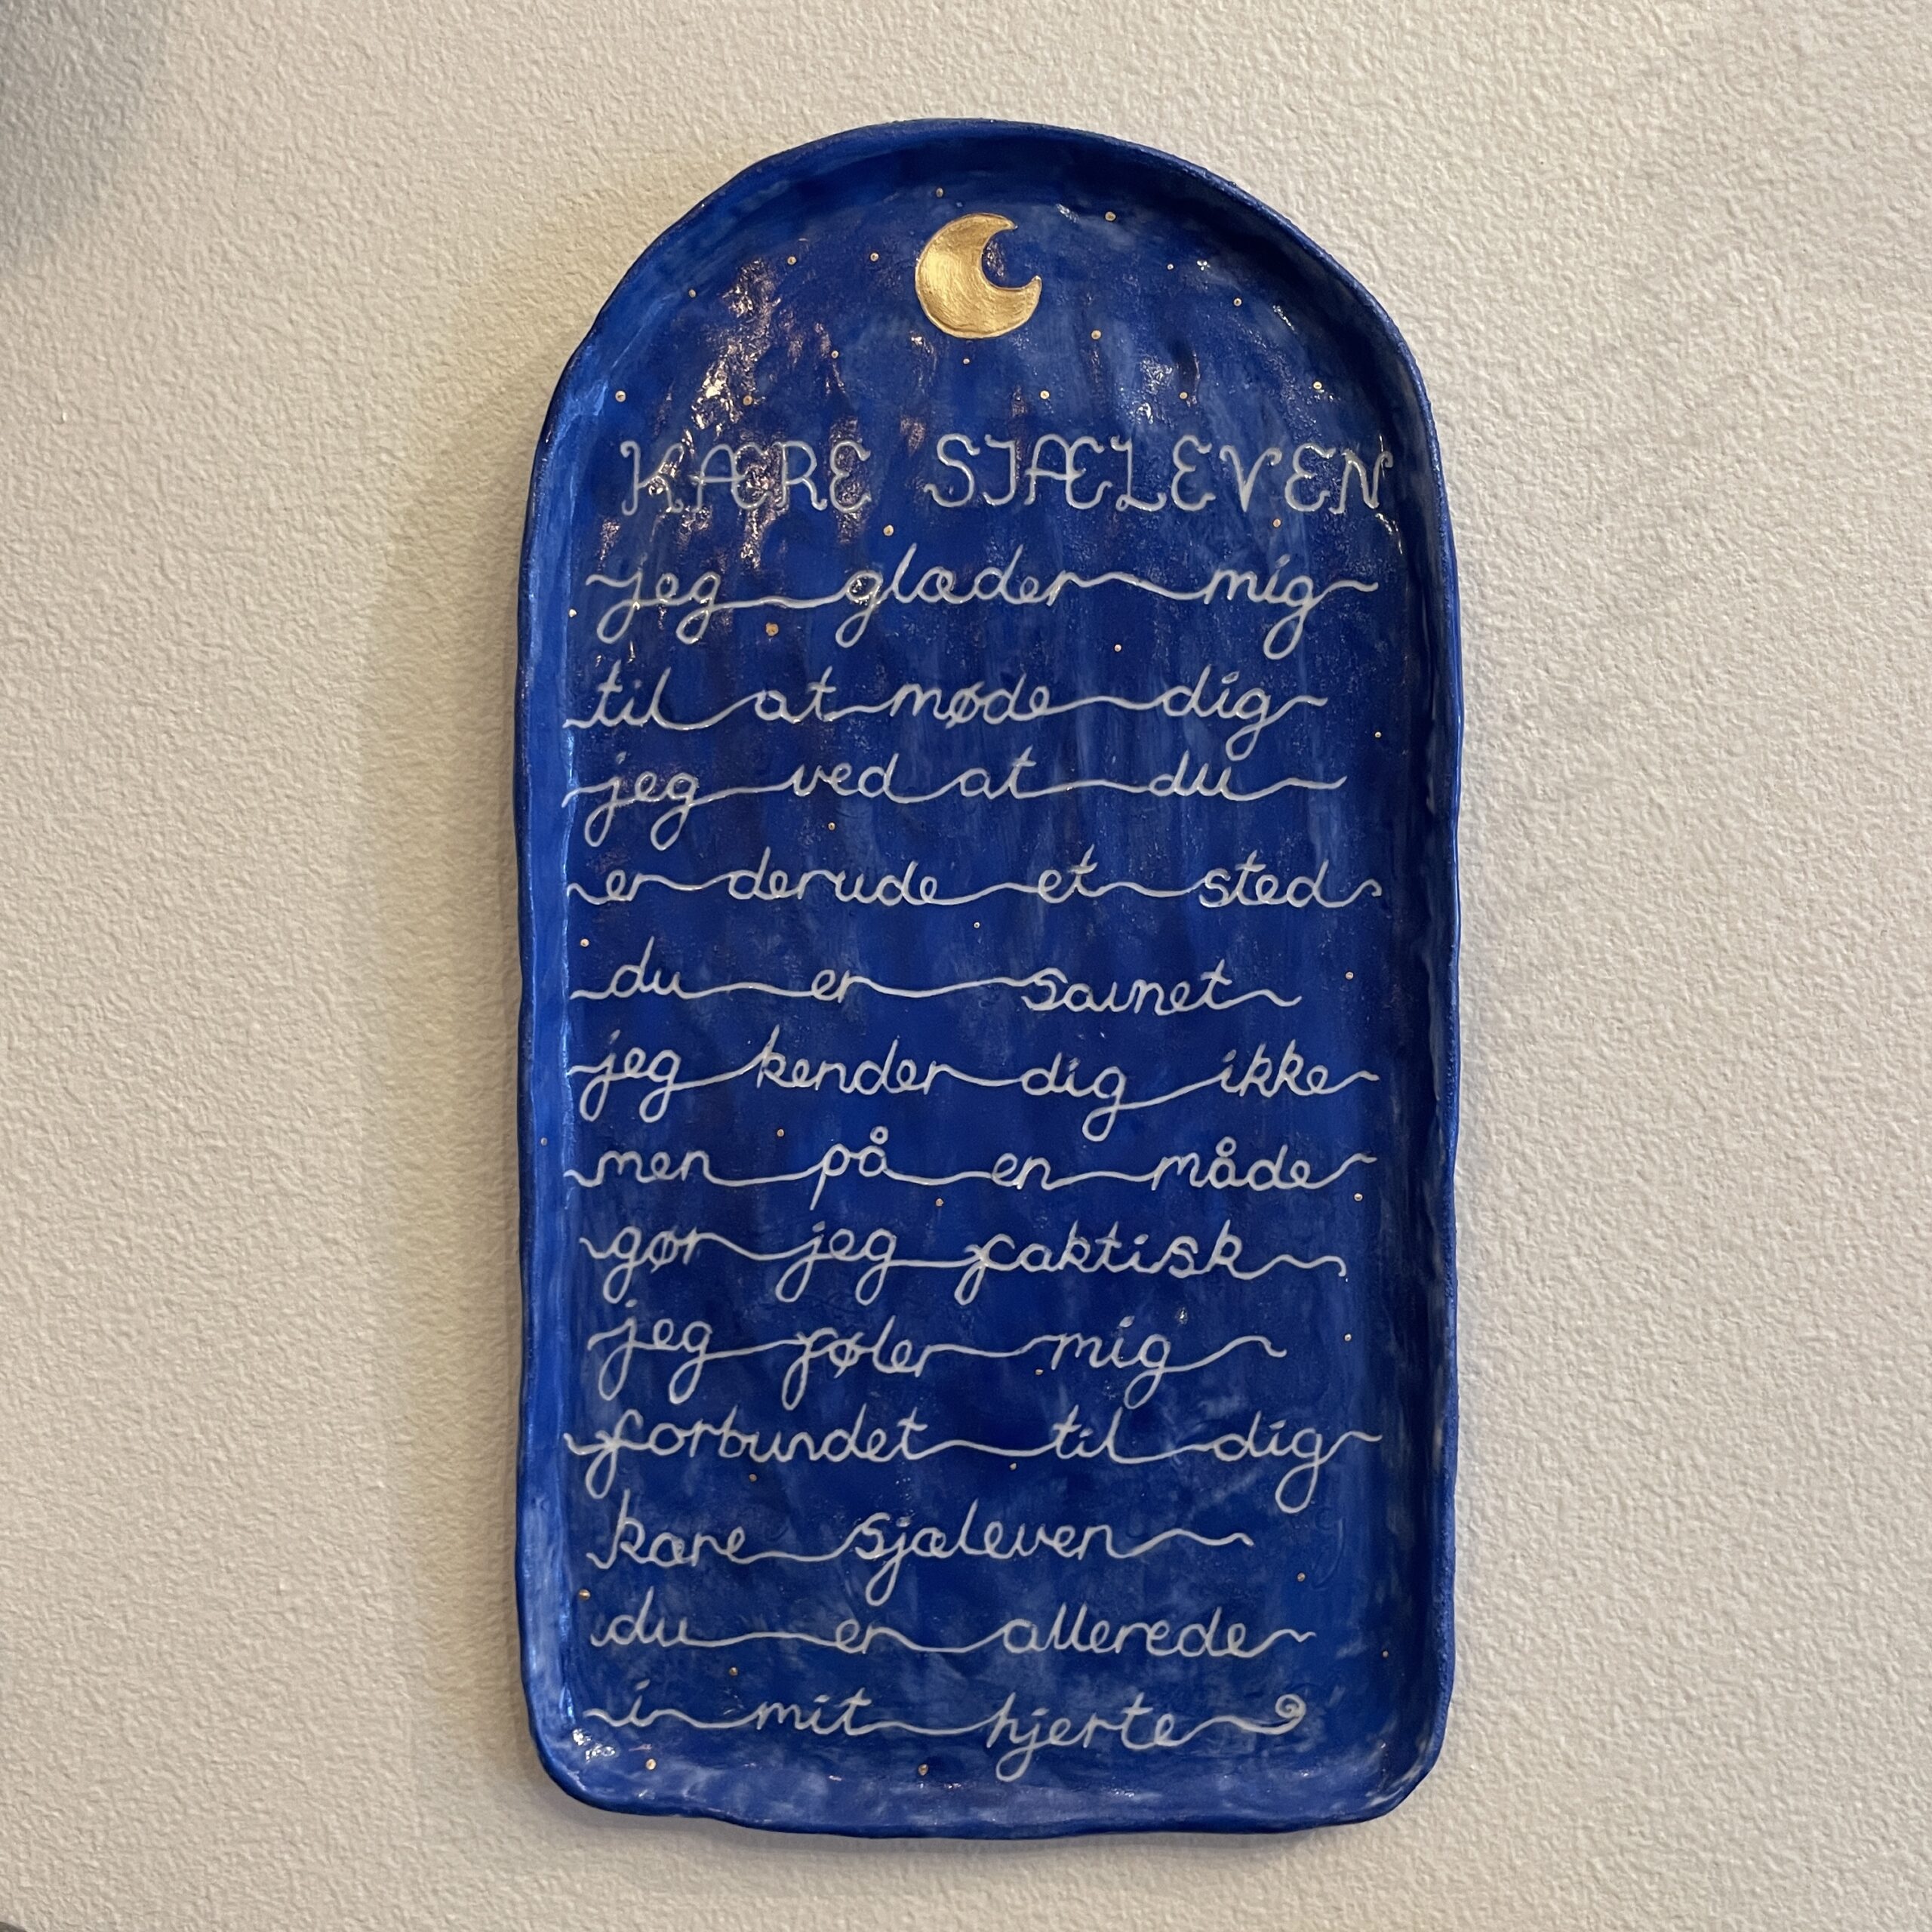 KÆRE SJÆLEVEN
jeg glæder mig
til at møde dig
jeg ved at du
er derude et sted
du er savnet
jeg kender dig ikke
men på en måde
gør jeg faktisk
jeg føler mig
forbundet til dig
kære sjæleven
du er allerede
i mit hjerte